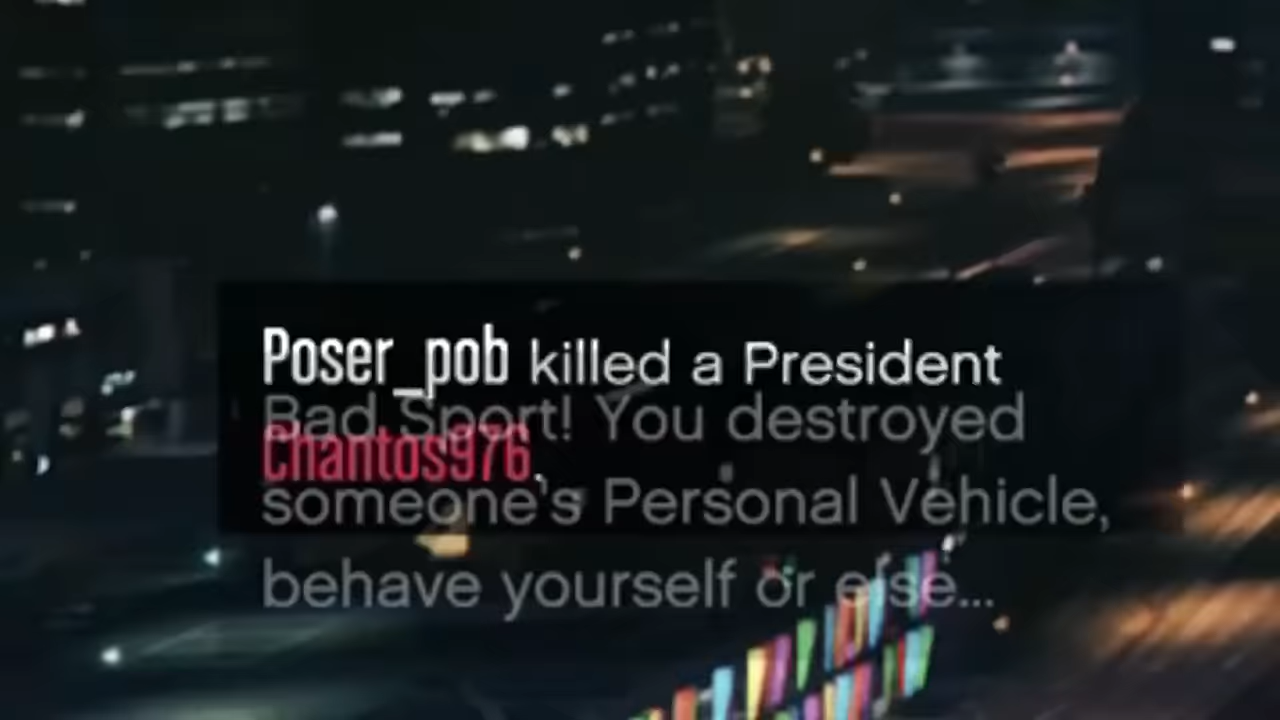 Poser_pob killed a President
Bad Sport! You destroyed
Chantos976.
someone's Personal Vehicle,
behave yourself or else...